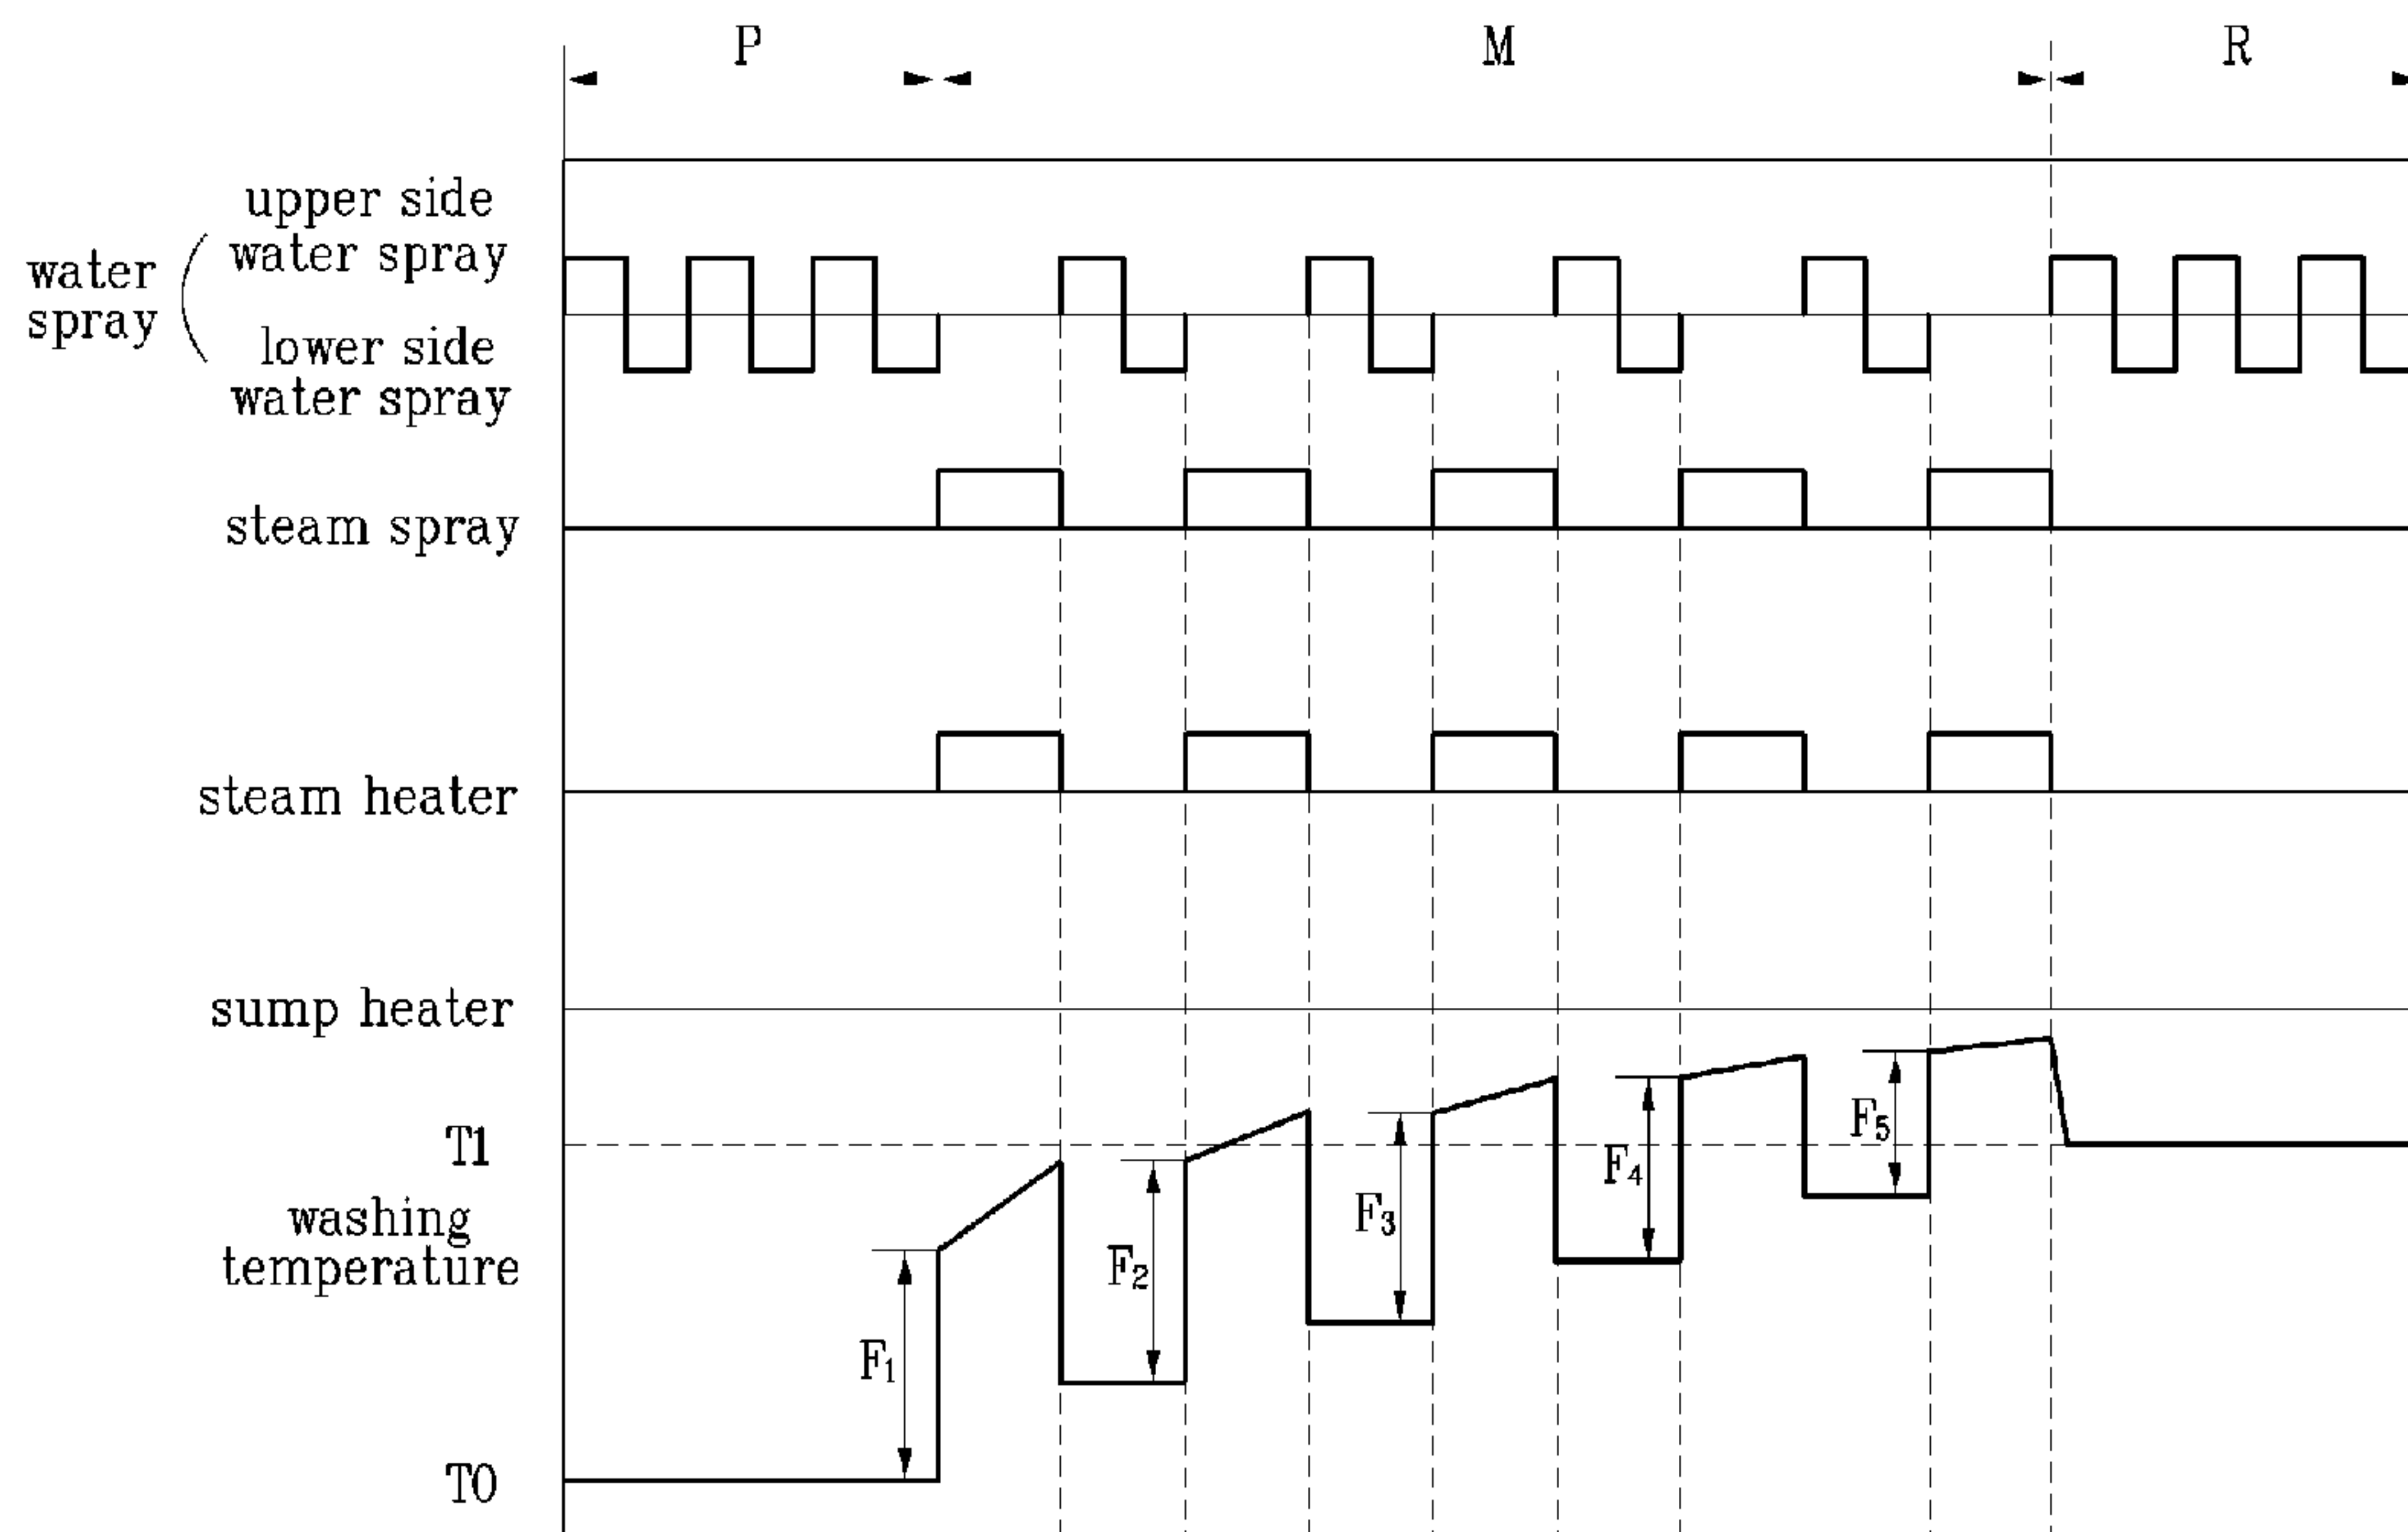 P M R
upper side
water spray
water
spray
lower side
water spray
steam spray
steam heater
sump heater
T1
washing
temperature
T0
F1
F2
F3
F4
F5